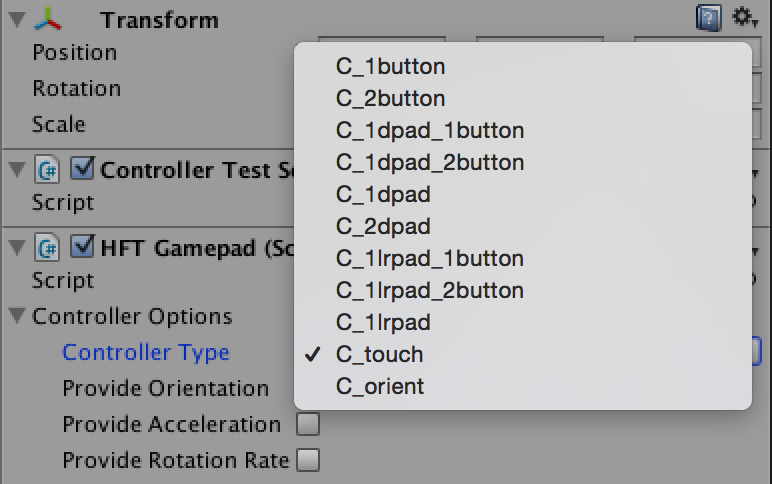 Transform
Position
Rotation
Scale
Controller Test S
Script
HFT Gamepad (Sc
Script
Controller Options
Controller Type
Provide Orientation
Provide Acceleration
Provide Rotation Rate
C_1button
C_2button
C_1dpad_1button
C_1dpad_2button
C_1dpad
C_2dpad
C_1lrpad_1button
C_1lrpad_2button
C_1lrpad
✓ C_touch
C_orient